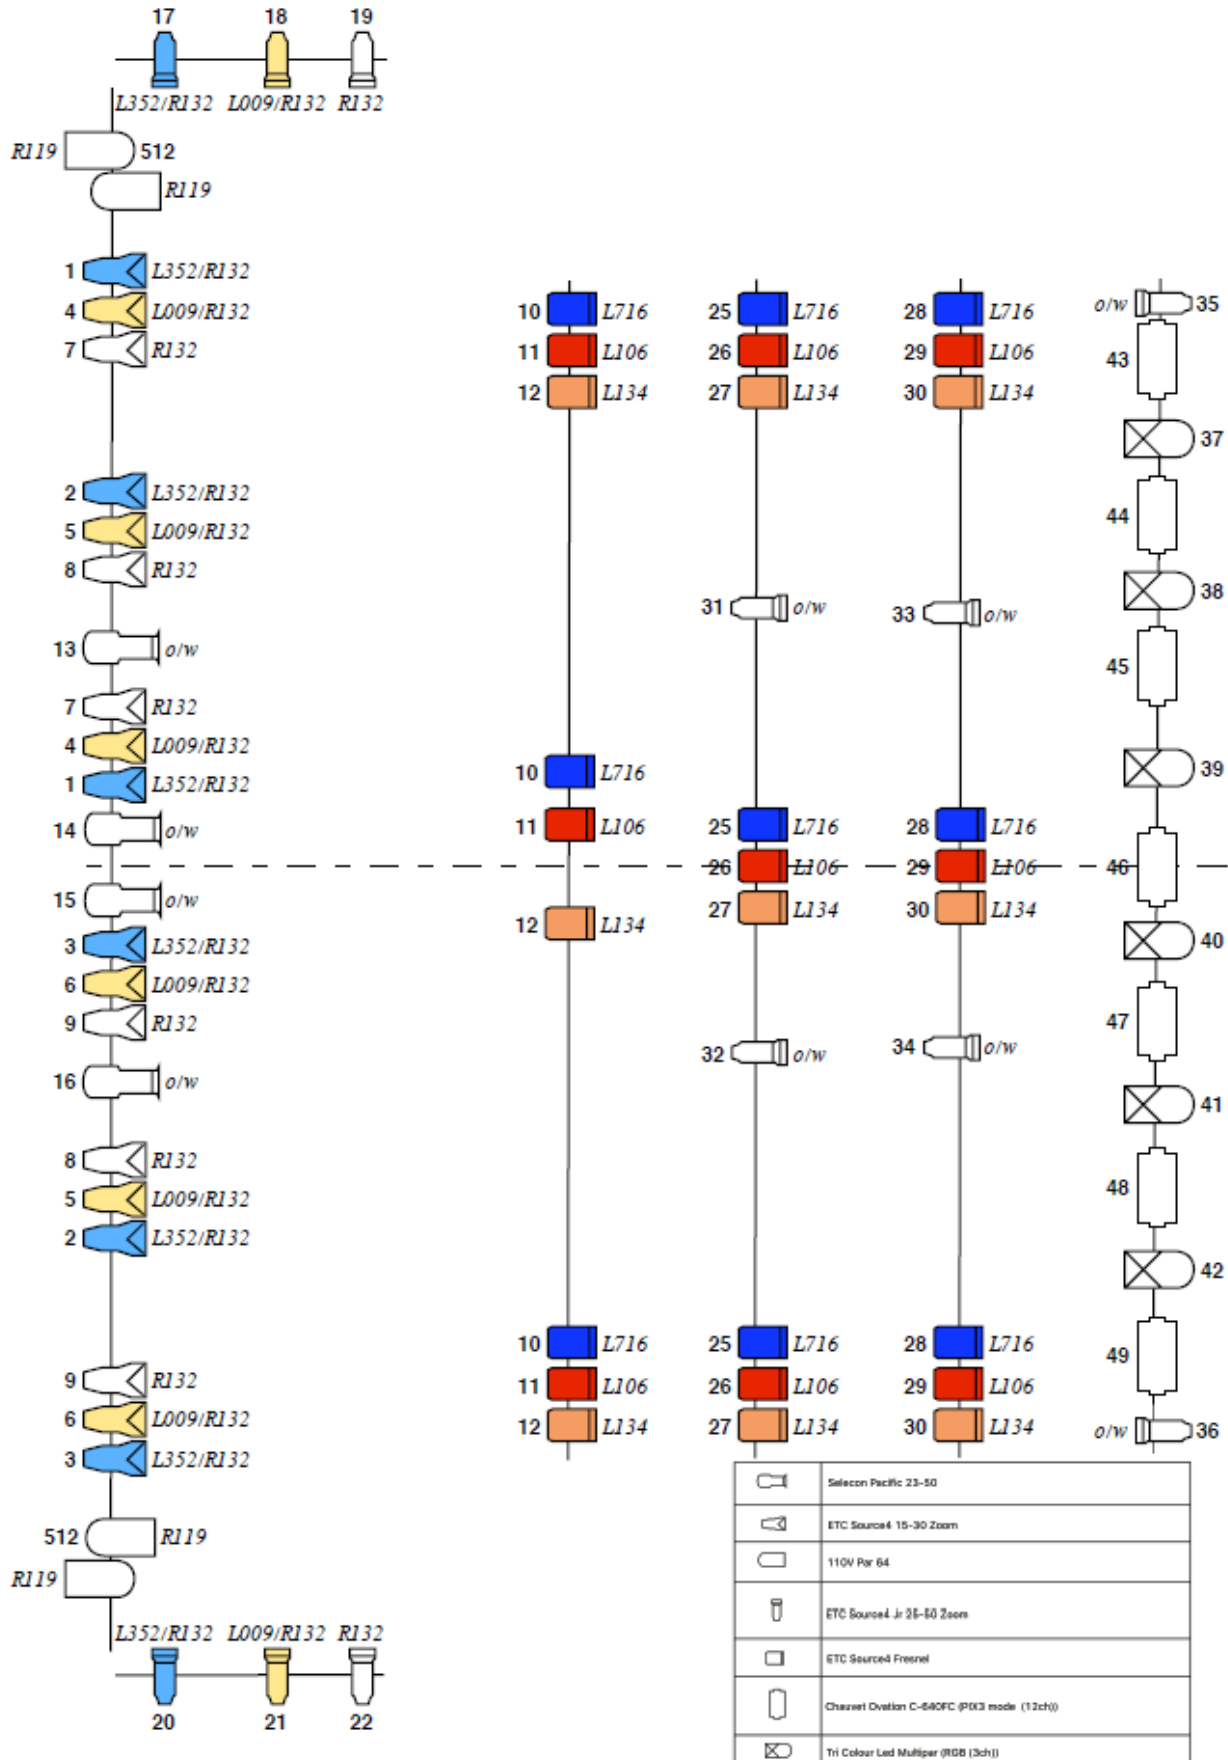 17 18 19
L352/R132 L009/R132 R132
R119 512
R119
1 L352/R132
4 L009/R132
7 R132
2 L352/R132
5 L009/R132
8 R132
13 o/w
7 R132
4 L009/R132
1 L352/R132
14 o/w
15 o/w
3 L352/R132
6 L009/R132
9 R132
16 o/w
8 R132
5 L009/R132
2 L352/R132
9 R132
6 L009/R132
3 L352/R132
512 R119
R119
L352/R132 L009/R132 R132
20 21 22
10 L716
11 L106
12 L134
10 L716
11 L106
12 L134
10 L716
11 L106
12 L134
25 L716
26 L106
27 L134
31 o/w
25 L716
26 L106
27 L134
32 o/w
25 L716
26 L106
27 L134
28 L716
29 L106
30 L134
33 o/w
28 L716
29 L106
30 L134
34 o/w
28 L716
29 L106
30 L134
o/w 35
43
37
44
38
45
39
46
40
47
41
48
42
49
o/w 36
Selecon Pacific 23-50
ETC Source4 15-30 Zoom
110V Par 64
ETC Source4 Jr 25-50 Zoom
ETC Source4 Fresnel
Chauvet Ovation C-640FC (PIX3 mode (12ch))
Tri Colour Led Multipar (RGB (3ch))